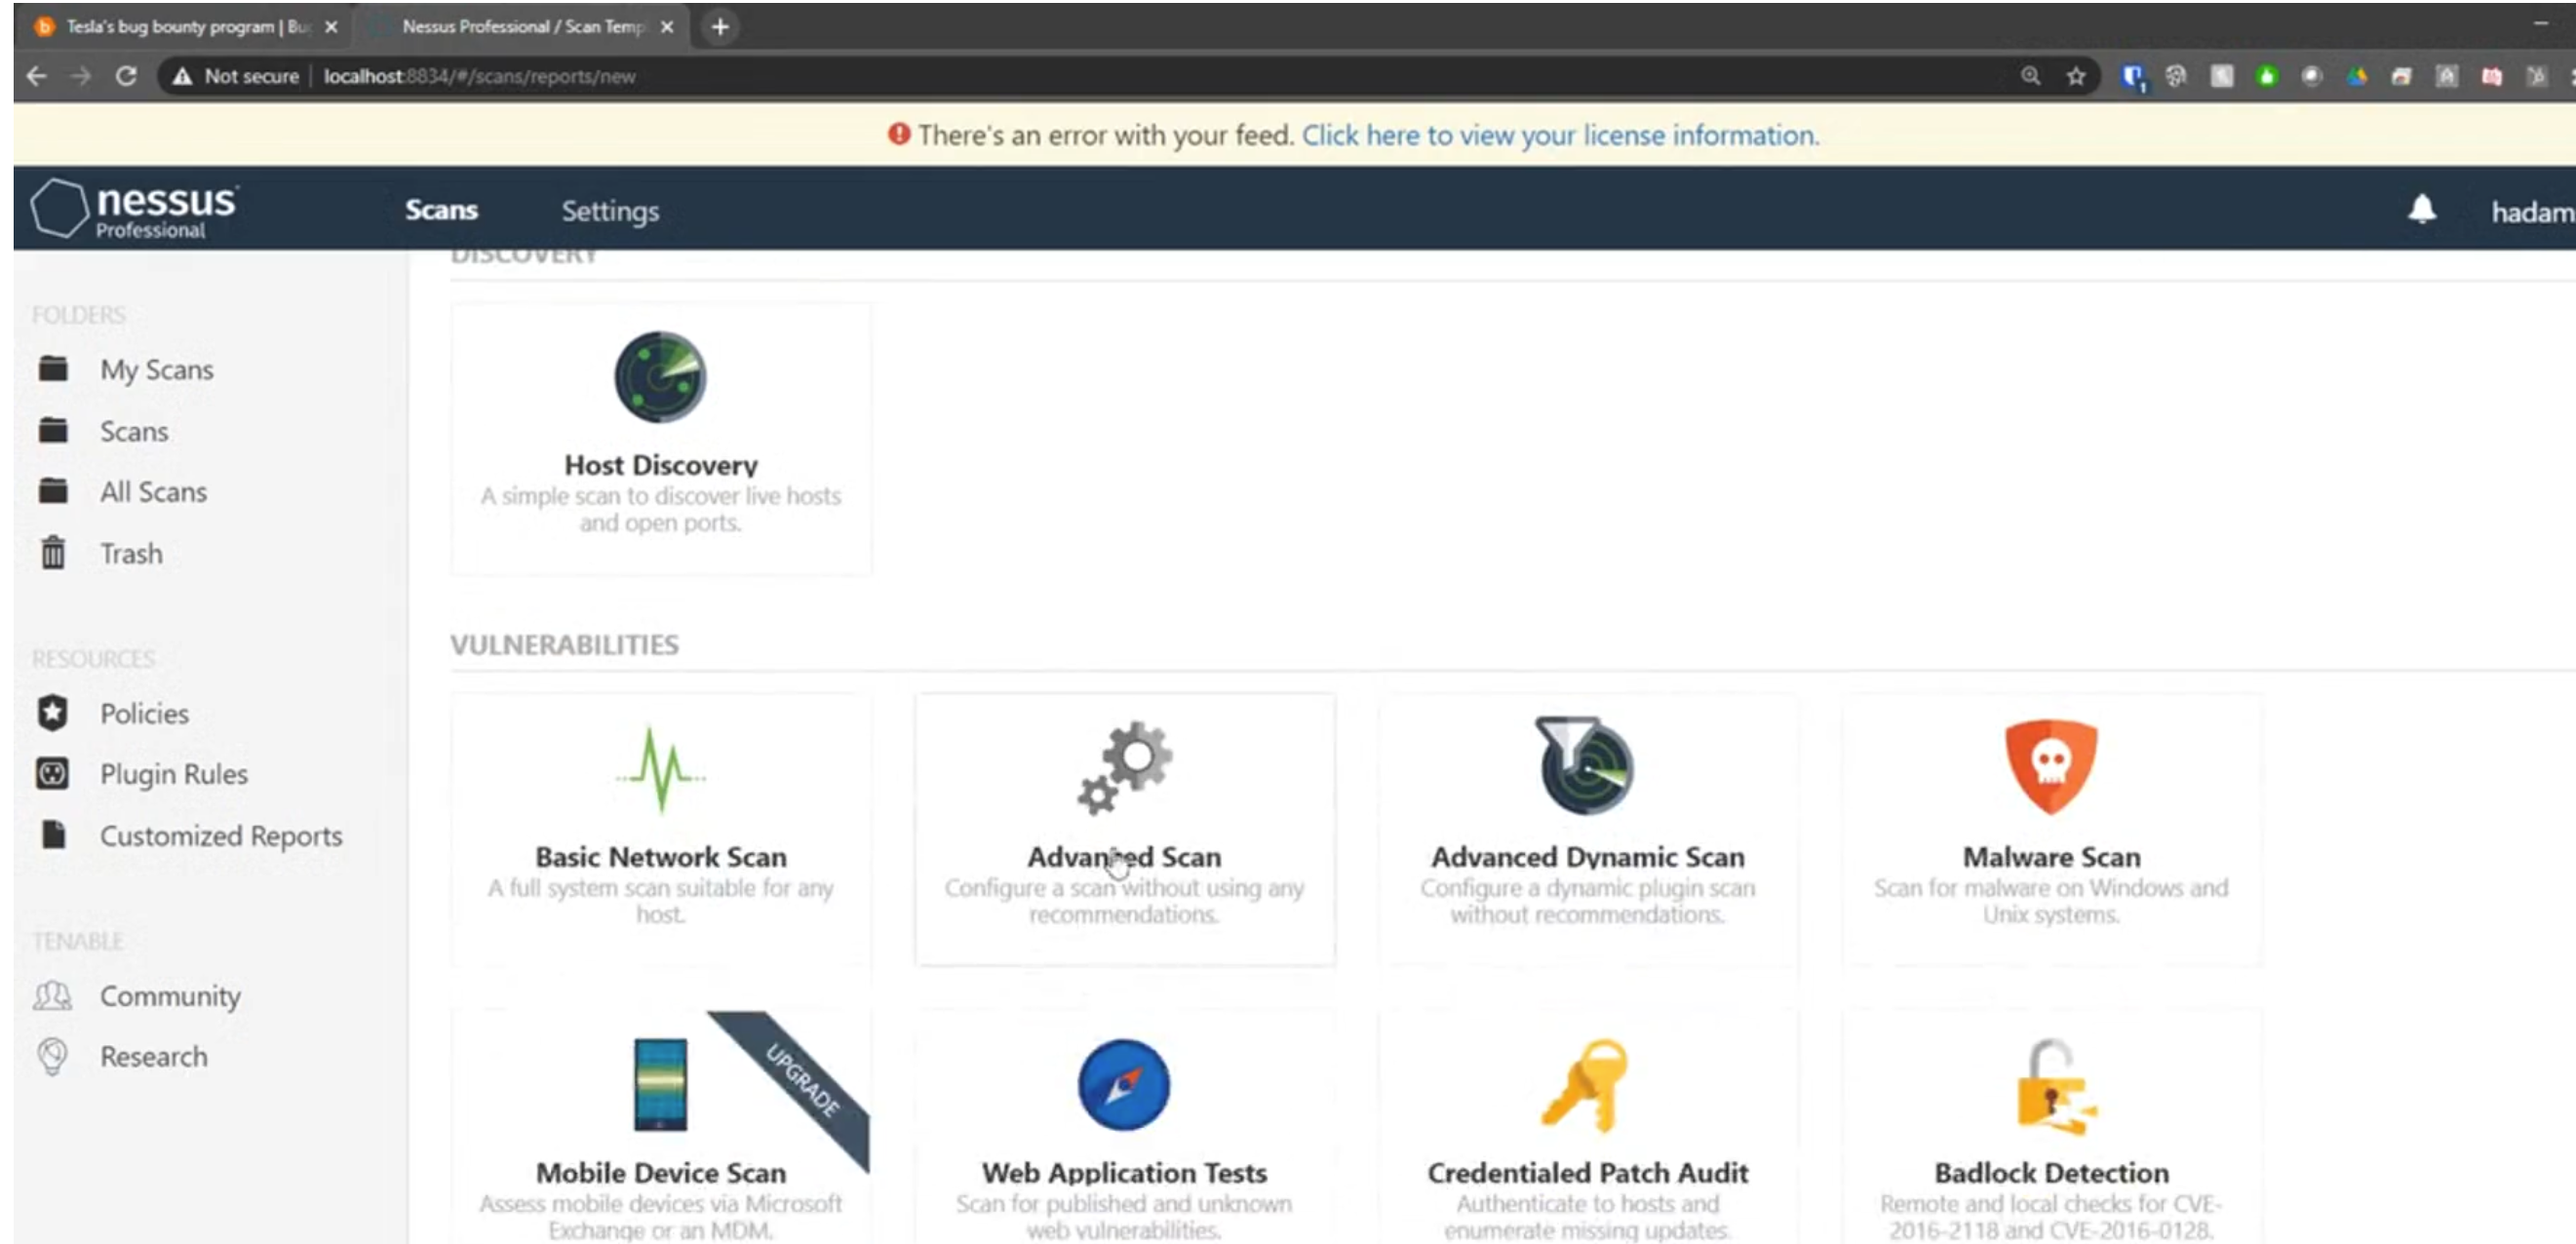 Tesla's bug bounty program | Bu
Nessus Professional / Scan Temp
Not secure
localhost:8834/#/scans/reports/new
There's an error with your feed. Click here to view your license information.
nessus
Professional
Scans
Settings
hadam
FOLDERS
My Scans
Scans
All Scans
Trash
RESOURCES
Policies
Plugin Rules
Customized Reports
TENABLE
Community
Research
DISCOVERY
Host Discovery
A simple scan to discover live hosts
and open ports.
VULNERABILITIES
Basic Network Scan
A full system scan suitable for any
host.
Advanced Scan
Configure a scan without using any
recommendations.
Advanced Dynamic Scan
Configure a dynamic plugin scan
without recommendations.
Malware Scan
Scan for malware on Windows and
Unix systems.
UPGRADE
Mobile Device Scan
Assess mobile devices via Microsoft
Exchange or an MDM.
Web Application Tests
Scan for published and unknown
web vulnerabilities.
Credentialed Patch Audit
Authenticate to hosts and
enumerate missing updates.
Badlock Detection
Remote and local checks for CVE-
2016-2118 and CVE-2016-0128.